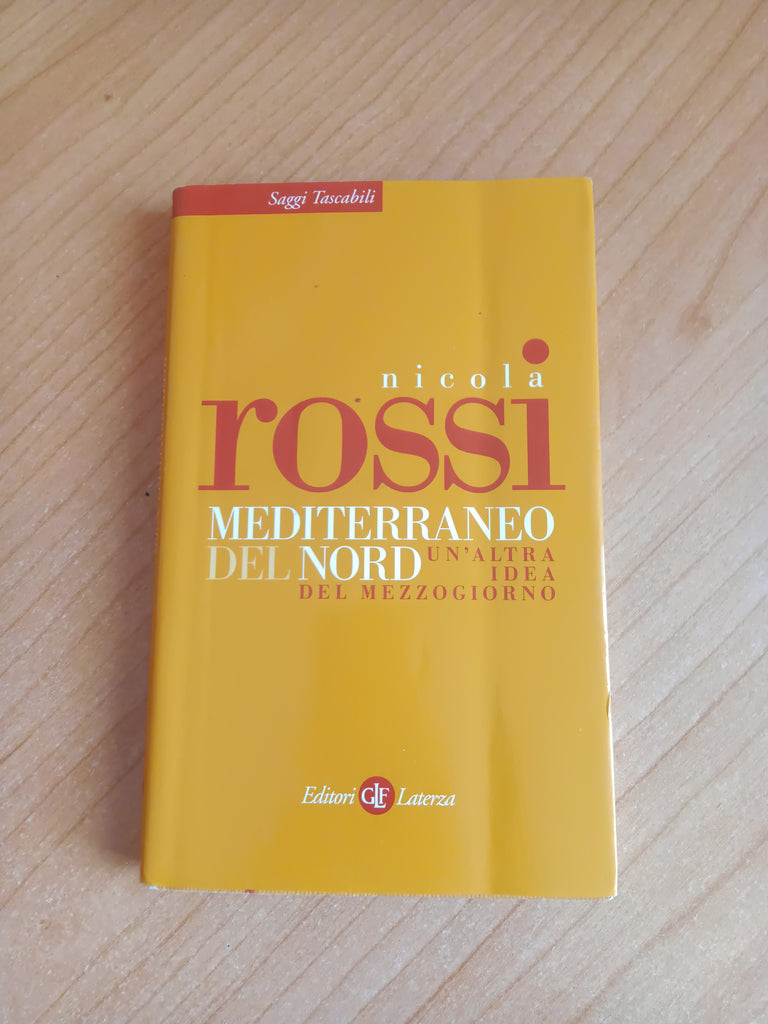 Saggi Tascabili
nicola
rossi
MEDITERRANEO
DEL NORD
UN'ALTRA
IDEA
DEL MEZZOGIORNO
Editori GLF Laterza